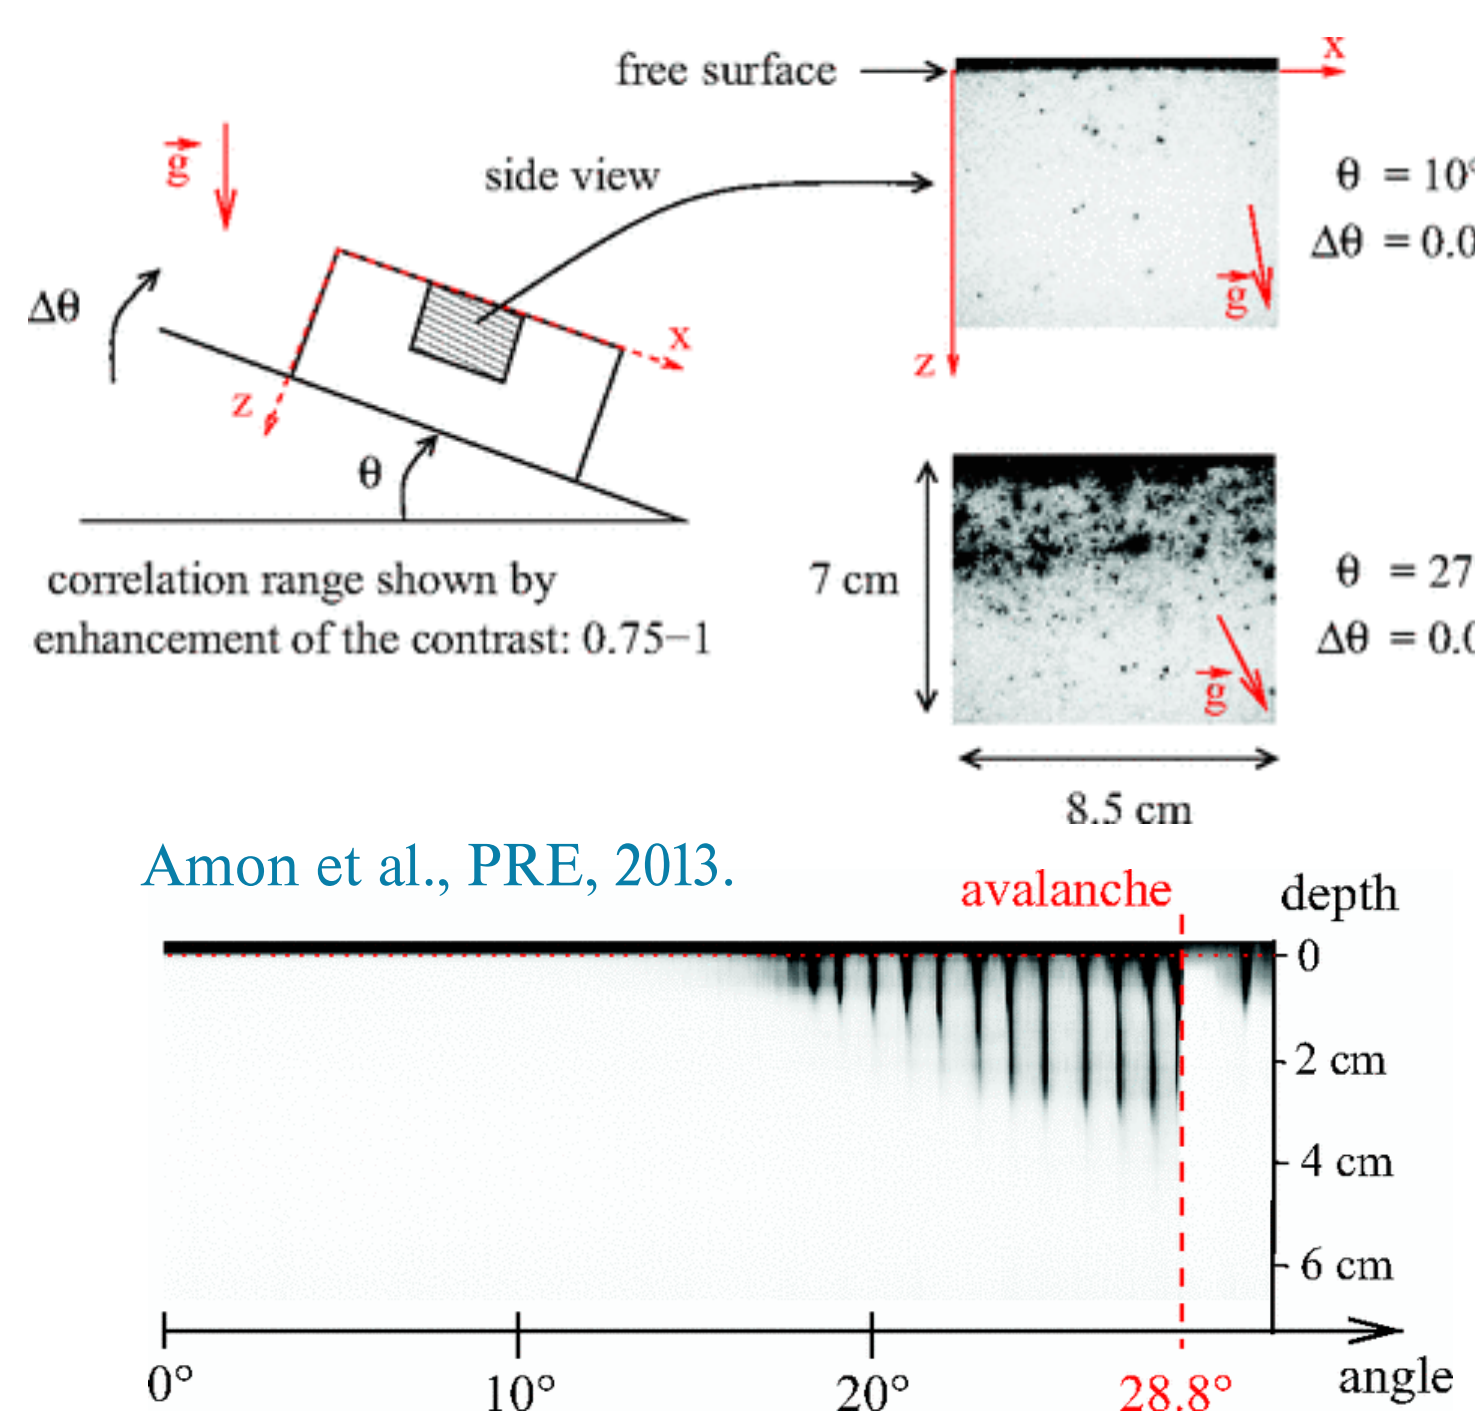 free surface
x
g
side view
θ = 10°
Δθ = 0.0
g
Δθ
x
z
z
θ
correlation range shown by
enhancement of the contrast: 0.75−1
7 cm
θ = 27
Δθ = 0.0
g
8.5 cm
Amon et al., PRE, 2013.
avalanche
depth
0
2 cm
4 cm
6 cm
0°
10°
20°
28.8°
angle